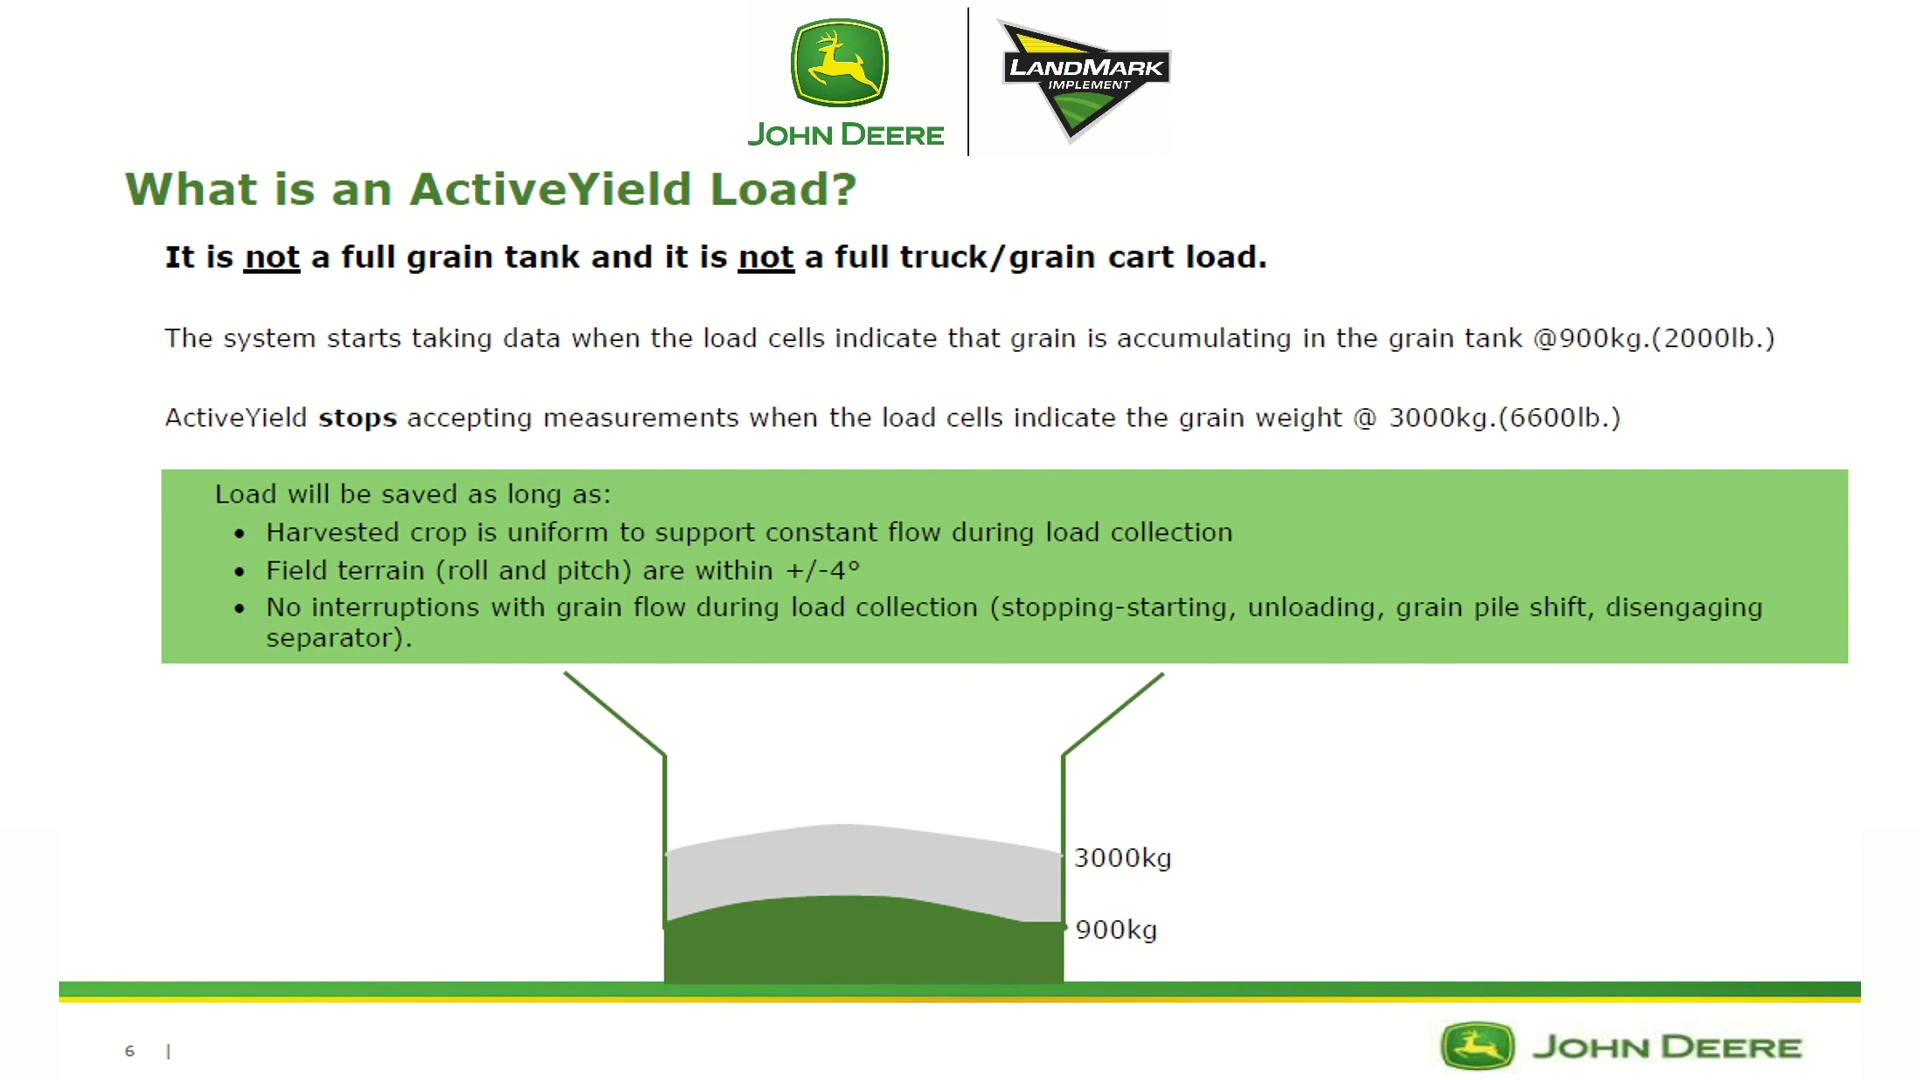 JOHN DEERE
LANDMARK
IMPLEMENT
What is an ActiveYield Load?
It is not a full grain tank and it is not a full truck/grain cart load.
The system starts taking data when the load cells indicate that grain is accumulating in the grain tank @900kg.(2000lb.)
ActiveYield stops accepting measurements when the load cells indicate the grain weight @ 3000kg.(6600lb.)
Load will be saved as long as:
• Harvested crop is uniform to support constant flow during load collection
• Field terrain (roll and pitch) are within +/-4°
• No interruptions with grain flow during load collection (stopping-starting, unloading, grain pile shift, disengaging
separator).
3000kg
900kg
6 |
JOHN DEERE